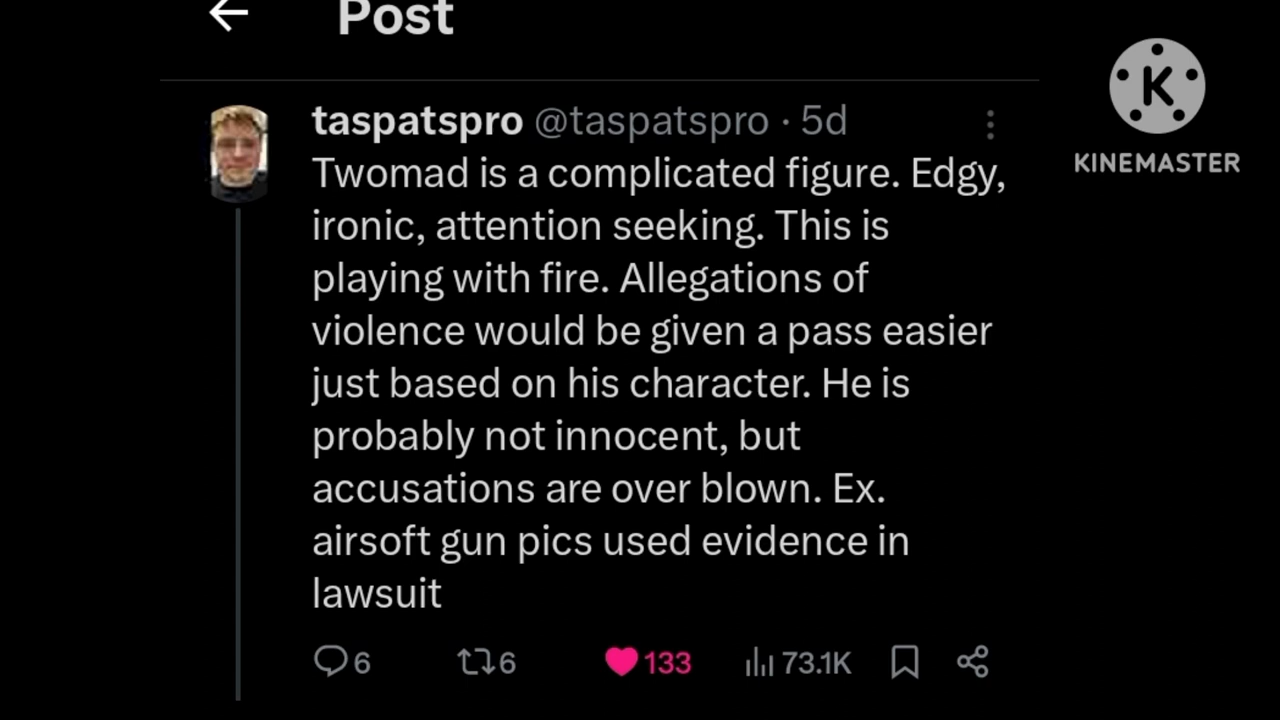 Post
taspatspro @taspatspro · 5d
Twomad is a complicated figure. Edgy,
ironic, attention seeking. This is
playing with fire. Allegations of
violence would be given a pass easier
just based on his character. He is
probably not innocent, but
accusations are over blown. Ex.
airsoft gun pics used evidence in
lawsuit
6 6 133 73.1K
K
KINEMASTER